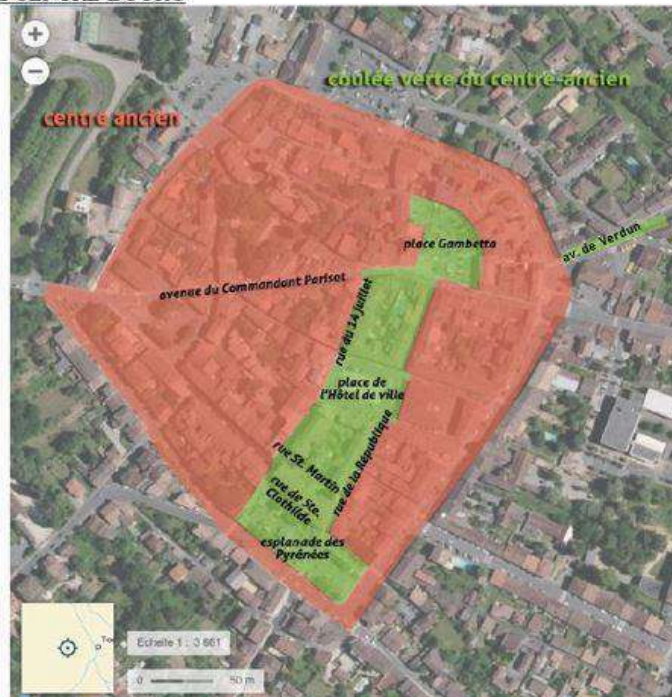 +
−
coulée verte du centre-ancien
centre ancien
place Gambetta
av. de Verdun
avenue du Commandant Parisot
rue du 14 juillet
place de
l'Hôtel de ville
rue de la République
rue St. Martin
rue de Ste.
Clothilde
esplanade des
Pyrénées
Echelle 1 : 3 661
0
50 m